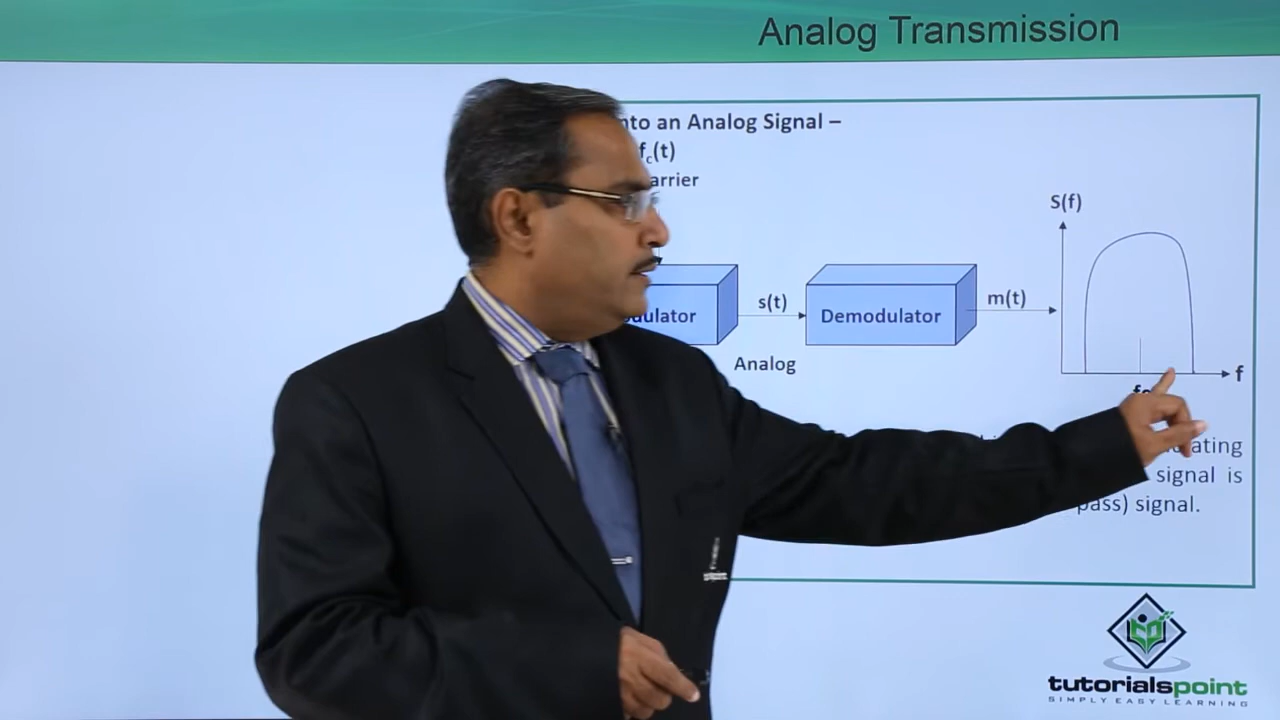 Analog Transmission
nto an Analog Signal –
fc(t)
arrier
S(f)
dulator
s(t)
Demodulator
m(t)
f
Analog
ating
signal is
pass) signal.
tutorialspoint
SIMPLY EASY LEARNING